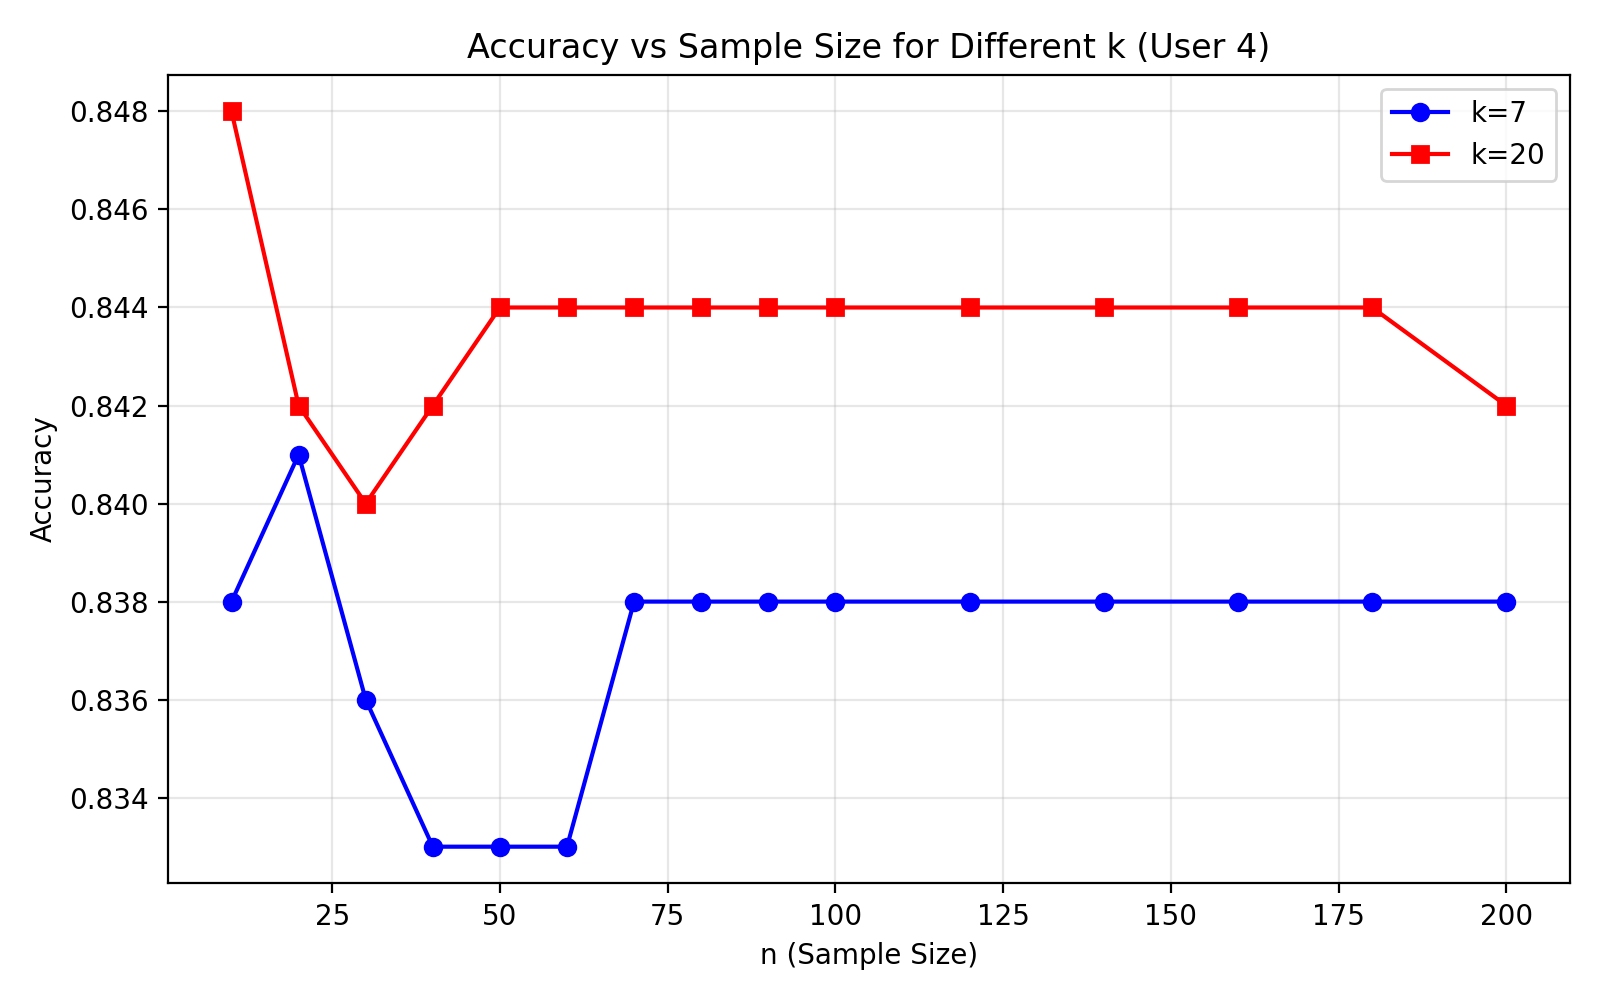 Accuracy vs Sample Size for Different k (User 4)
k=7
k=20
Accuracy
0.848
0.846
0.844
0.842
0.840
0.838
0.836
0.834
25 50 75 100 125 150 175 200
n (Sample Size)